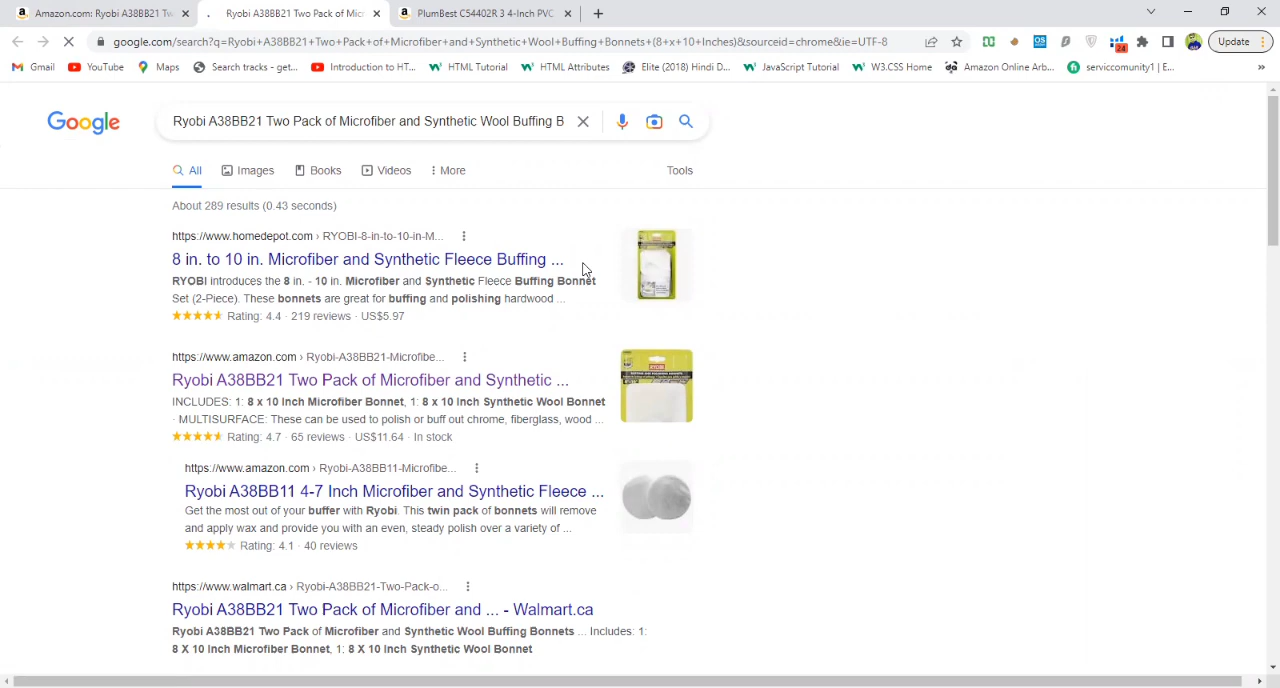 Amazon.com: Ryobi A38BB21 Tw
Ryobi A38BB21 Two Pack of Micr
PlumBest C54402R 3 4-Inch PVC
google.com/search?q=Ryobi+A38BB21+Two+Pack+of+Microfiber+and+Synthetic+Wool+Buffing+Bonnets+(8+x+10+Inches)&sourceid=chrome&ie=UTF-8
24
Update
Gmail
YouTube
Maps
Search tracks - get...
Introduction to HT...
HTML Tutorial
HTML Attributes
Elite (2018) Hindi D...
JavaScript Tutorial
W3.CSS Home
Amazon Online Arb...
serviccomunity1 | E...
»
Google
Ryobi A38BB21 Two Pack of Microfiber and Synthetic Wool Buffing B
All
Images
Books
Videos
More
Tools
About 289 results (0.43 seconds)
https://www.homedepot.com › RYOBI-8-in-to-10-in-M...
8 in. to 10 in. Microfiber and Synthetic Fleece Buffing ...
RYOBI introduces the 8 in. - 10 in. Microfiber and Synthetic Fleece Buffing Bonnet
Set (2-Piece). These bonnets are great for buffing and polishing hardwood ...
Rating: 4.4 · 219 reviews · US$5.97
https://www.amazon.com › Ryobi-A38BB21-Microfibe...
Ryobi A38BB21 Two Pack of Microfiber and Synthetic ...
INCLUDES: 1: 8 x 10 Inch Microfiber Bonnet, 1: 8 x 10 Inch Synthetic Wool Bonnet
· MULTISURFACE: These can be used to polish or buff out chrome, fiberglass, wood ...
Rating: 4.7 · 65 reviews · US$11.64 · In stock
https://www.amazon.com › Ryobi-A38BB11-Microfibe...
Ryobi A38BB11 4-7 Inch Microfiber and Synthetic Fleece ...
Get the most out of your buffer with Ryobi. This twin pack of bonnets will remove
and apply wax and provide you with an even, steady polish over a variety of ...
Rating: 4.1 · 40 reviews
https://www.walmart.ca › Ryobi-A38BB21-Two-Pack-o...
Ryobi A38BB21 Two Pack of Microfiber and ... - Walmart.ca
Ryobi A38BB21 Two Pack of Microfiber and Synthetic Wool Buffing Bonnets ... Includes: 1:
8 X 10 Inch Microfiber Bonnet, 1: 8 X 10 Inch Synthetic Wool Bonnet